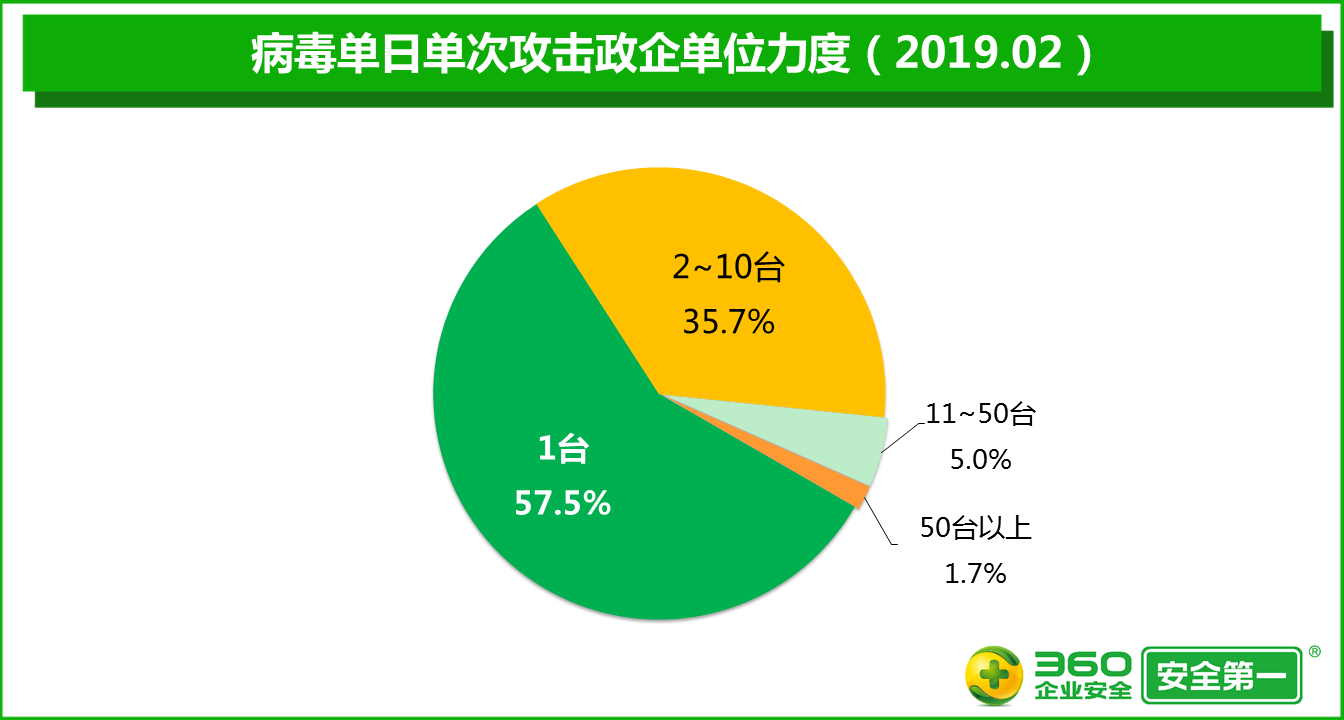 病毒单日单次攻击政企单位力度（2019.02）
2~10台
35.7%
11~50台
5.0%
1台
57.5%
50台以上
1.7%
360
企业安全
安全第一
®